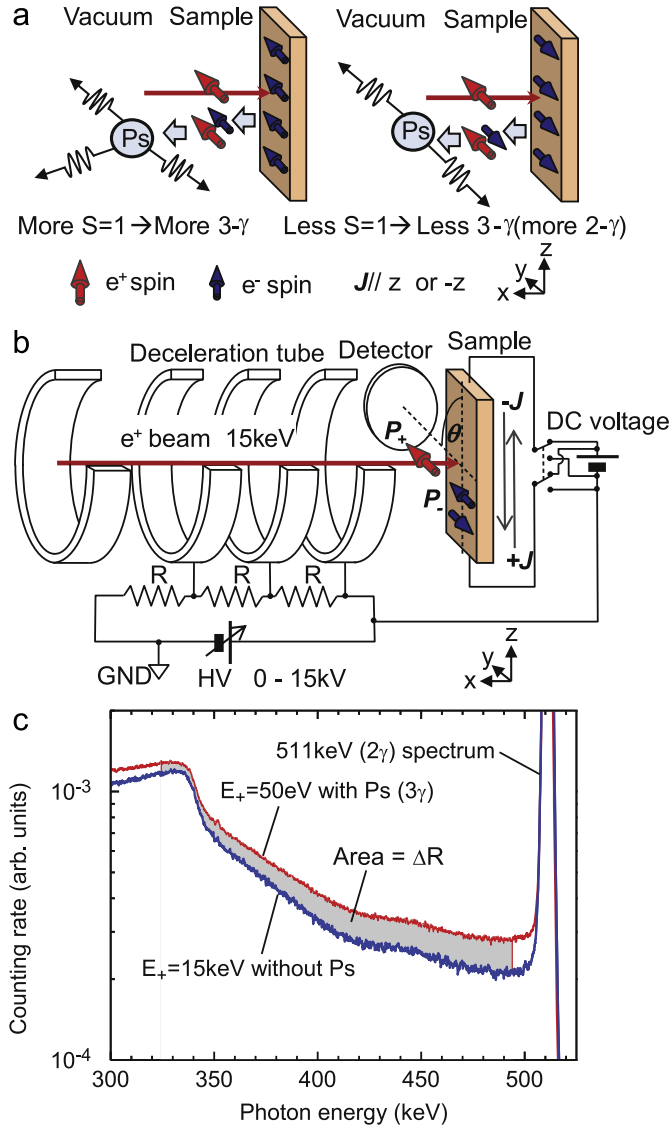 a
Vacuum Sample
Vacuum Sample
Ps
Ps
More S=1→More 3-γ
Less S=1→Less 3-γ(more 2-γ)
e⁺ spin
e⁻ spin
J// z or -z
z
y
x
b
Deceleration tube
Detector
Sample
e⁺ beam 15keV
P₊
θ
P₋
-J
+J
DC voltage
R
R
R
GND
HV 0 - 15kV
z
y
x
c
511keV (2γ) spectrum
E₊=50eV with Ps (3γ)
Area = ΔR
E₊=15keV without Ps
Counting rate (arb. units)
10⁻³
10⁻⁴
300 350 400 450 500
Photon energy (keV)